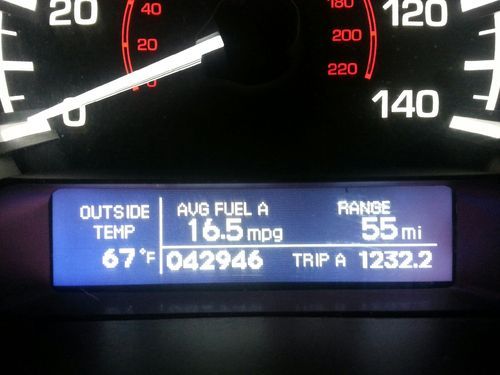 20 40 180 120
20 200
0 0 220 140
OUTSIDE TEMP 67°F
AVG FUEL A 16.5 mpg
RANGE 55 mi
042946 TRIP A 1232.2